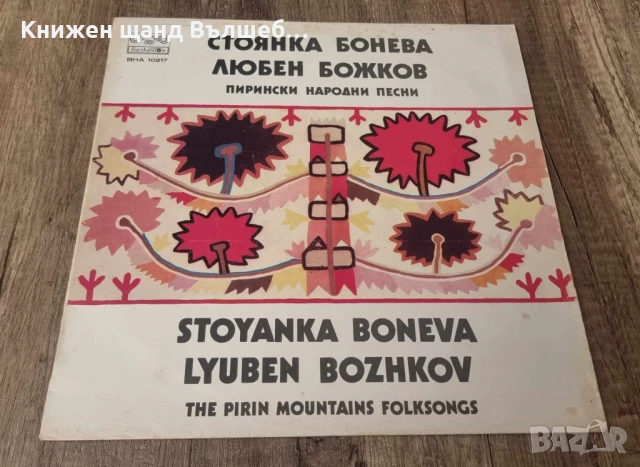 Книжен щанд Вълшеб...
СТОЯНКА БОНЕВА
ЛЮБЕН БОЖКОВ
ВНА 10217
ПИРИНСКИ НАРОДНИ ПЕСНИ
STOYANKA BONEVA
LYUBEN BOZHKOV
THE PIRIN MOUNTAINS FOLKSONGS
BAZAR